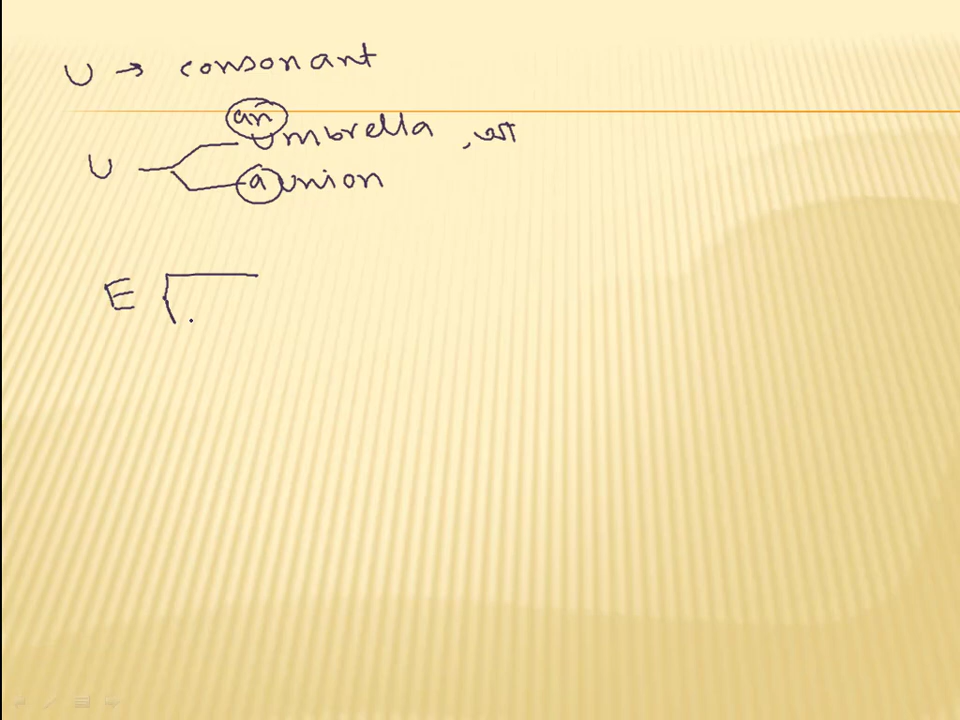 U → consonant
an umbrella ,
U
a union
E